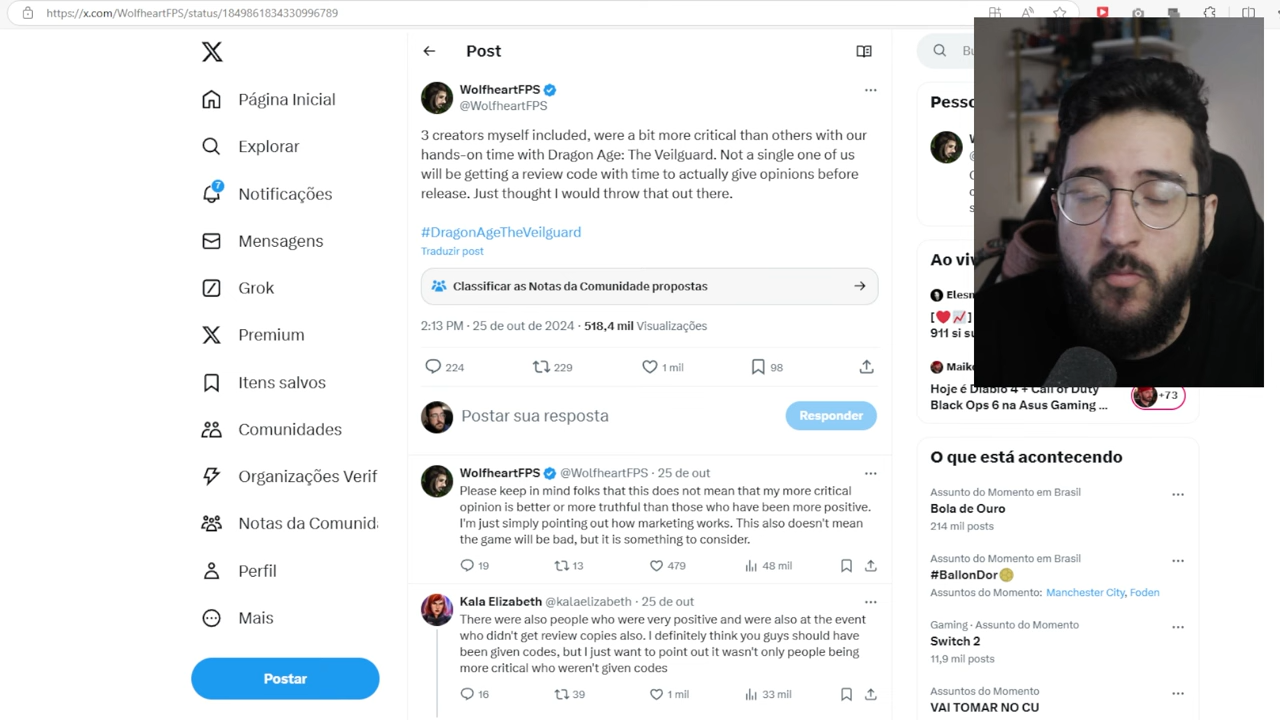 https://x.com/WolfheartFPS/status/1849861834330996789
Página Inicial
Explorar
7
Notificações
Mensagens
Grok
Premium
Itens salvos
Comunidades
Organizações Verif
Notas da Comunid
Perfil
Mais
Postar
Post
WolfheartFPS
@WolfheartFPS
3 creators myself included, were a bit more critical than others with our
hands-on time with Dragon Age: The Veilguard. Not a single one of us
will be getting a review code with time to actually give opinions before
release. Just thought I would throw that out there.
#DragonAgeTheVeilguard
Traduzir post
Classificar as Notas da Comunidade propostas
2:13 PM · 25 de out de 2024 · 518,4 mil Visualizações
224
229
1 mil
98
Postar sua resposta
Responder
WolfheartFPS @WolfheartFPS · 25 de out
Please keep in mind folks that this does not mean that my more critical
opinion is better or more truthful than those who have been more positive.
I'm just simply pointing out how marketing works. This also doesn't mean
the game will be bad, but it is something to consider.
19
13
479
48 mil
Kala Elizabeth @kalaelizabeth · 25 de out
There were also people who were very positive and were also at the event
who didn't get review copies also. I definitely think you guys should have
been given codes, but I just want to point out it wasn't only people being
more critical who weren't given codes
16
39
1 mil
33 mil
Bu
Pesso
Ao viv
Elesn
911 si su
Maik
Hoje é Diablo 4 + Call of Duty
Black Ops 6 na Asus Gaming ...
+73
O que está acontecendo
Assunto do Momento em Brasil
Bola de Ouro
214 mil posts
Assunto do Momento em Brasil
#BallonDor
Assuntos do Momento: Manchester City, Foden
Gaming · Assunto do Momento
Switch 2
11,9 mil posts
Assuntos do Momento
VAI TOMAR NO CU